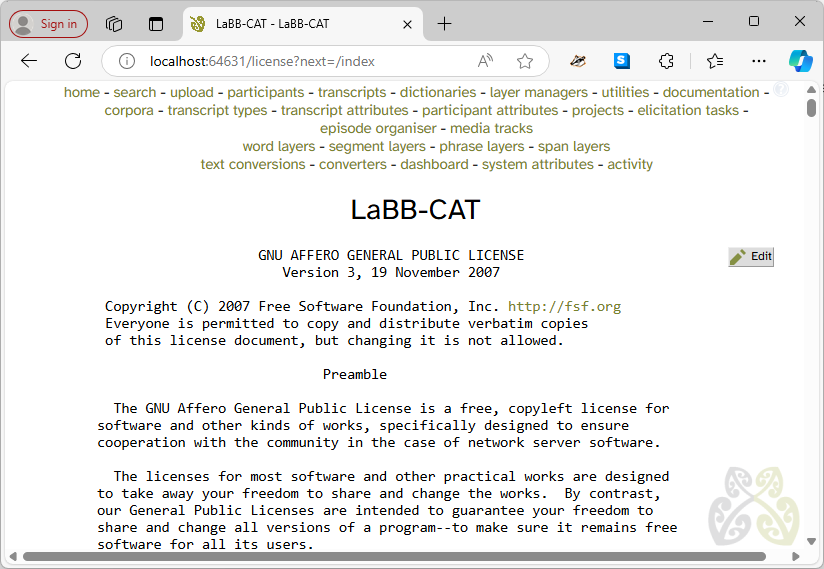 Sign in
LaBB-CAT - LaBB-CAT
localhost:64631/license?next=/index
home - search - upload - participants - transcripts - dictionaries - layer managers - utilities - documentation -
corpora - transcript types - transcript attributes - participant attributes - projects - elicitation tasks -
episode organiser - media tracks
word layers - segment layers - phrase layers - span layers
text conversions - converters - dashboard - system attributes - activity
LaBB-CAT
GNU AFFERO GENERAL PUBLIC LICENSE
Edit
Version 3, 19 November 2007
Copyright (C) 2007 Free Software Foundation, Inc. http://fsf.org
Everyone is permitted to copy and distribute verbatim copies
of this license document, but changing it is not allowed.
Preamble
The GNU Affero General Public License is a free, copyleft license for
software and other kinds of works, specifically designed to ensure
cooperation with the community in the case of network server software.
The licenses for most software and other practical works are designed
to take away your freedom to share and change the works.  By contrast,
our General Public Licenses are intended to guarantee your freedom to
share and change all versions of a program--to make sure it remains free
software for all its users.